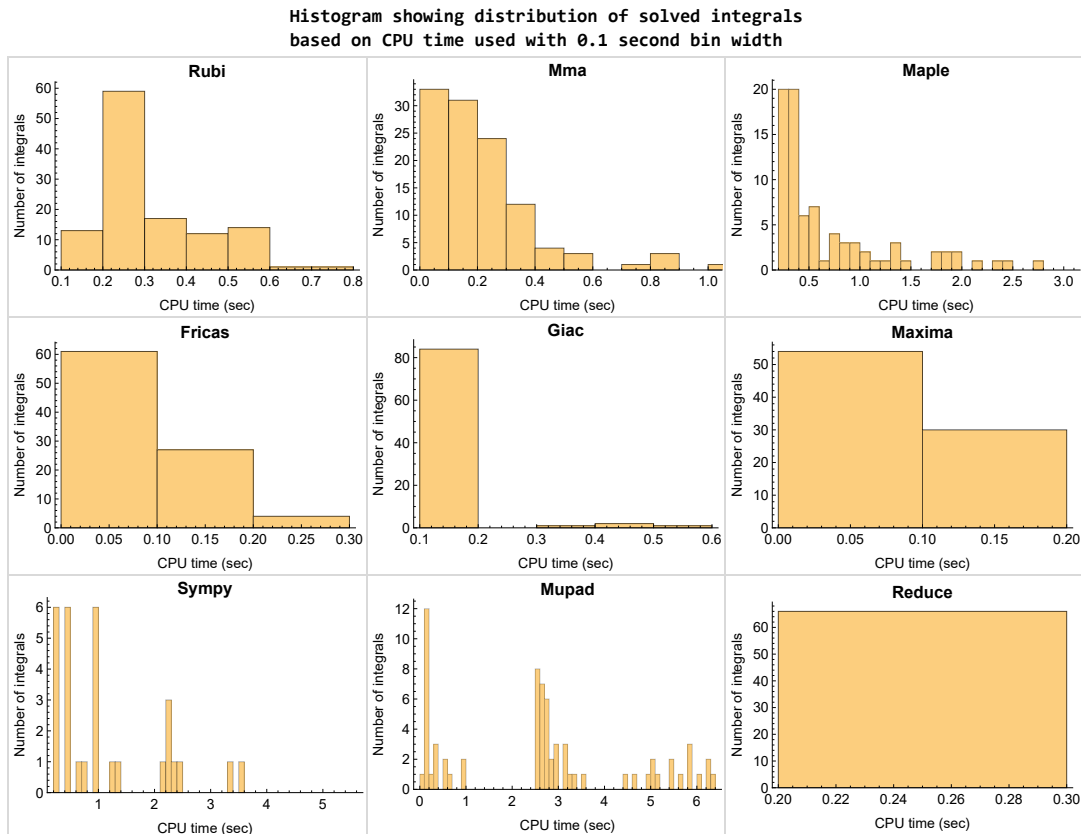 Histogram showing distribution of solved integrals
based on CPU time used with 0.1 second bin width
Rubi
Number of integrals
60
50
40
30
20
10
0
0.1 0.2 0.3 0.4 0.5 0.6 0.7 0.8
CPU time (sec)
Mma
Number of integrals
30
25
20
15
10
5
0
0.0 0.2 0.4 0.6 0.8 1.0
CPU time (sec)
Maple
Number of integrals
20
15
10
5
0
0.5 1.0 1.5 2.0 2.5 3.0
CPU time (sec)
Fricas
Number of integrals
60
50
40
30
20
10
0
0.00 0.05 0.10 0.15 0.20 0.25 0.30
CPU time (sec)
Giac
Number of integrals
80
60
40
20
0
0.1 0.2 0.3 0.4 0.5 0.6
CPU time (sec)
Maxima
Number of integrals
50
40
30
20
10
0
0.00 0.05 0.10 0.15 0.20
CPU time (sec)
Sympy
Number of integrals
6
5
4
3
2
1
0
1 2 3 4 5
CPU time (sec)
Mupad
Number of integrals
12
10
8
6
4
2
0
0 1 2 3 4 5 6
CPU time (sec)
Reduce
Number of integrals
60
50
40
30
20
10
0
0.20 0.22 0.24 0.26 0.28 0.30
CPU time (sec)